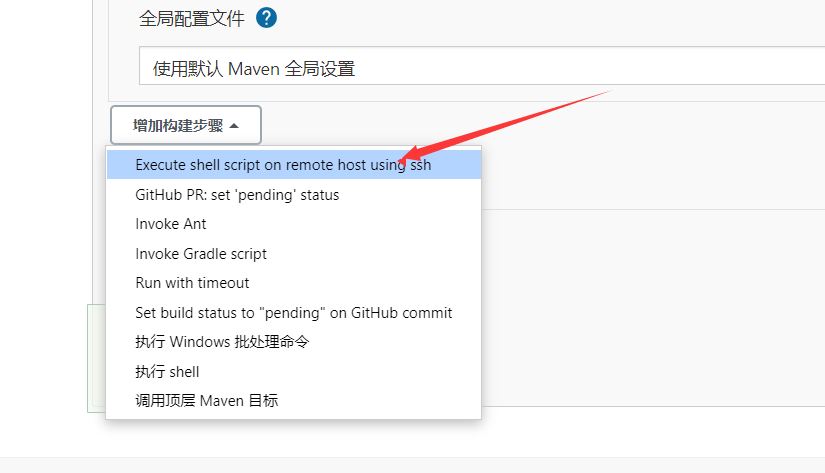 全局配置文件 ?
使用默认 Maven 全局设置
增加构建步骤
Execute shell script on remote host using ssh
GitHub PR: set 'pending' status
Invoke Ant
Invoke Gradle script
Run with timeout
Set build status to "pending" on GitHub commit
执行 Windows 批处理命令
执行 shell
调用顶层 Maven 目标